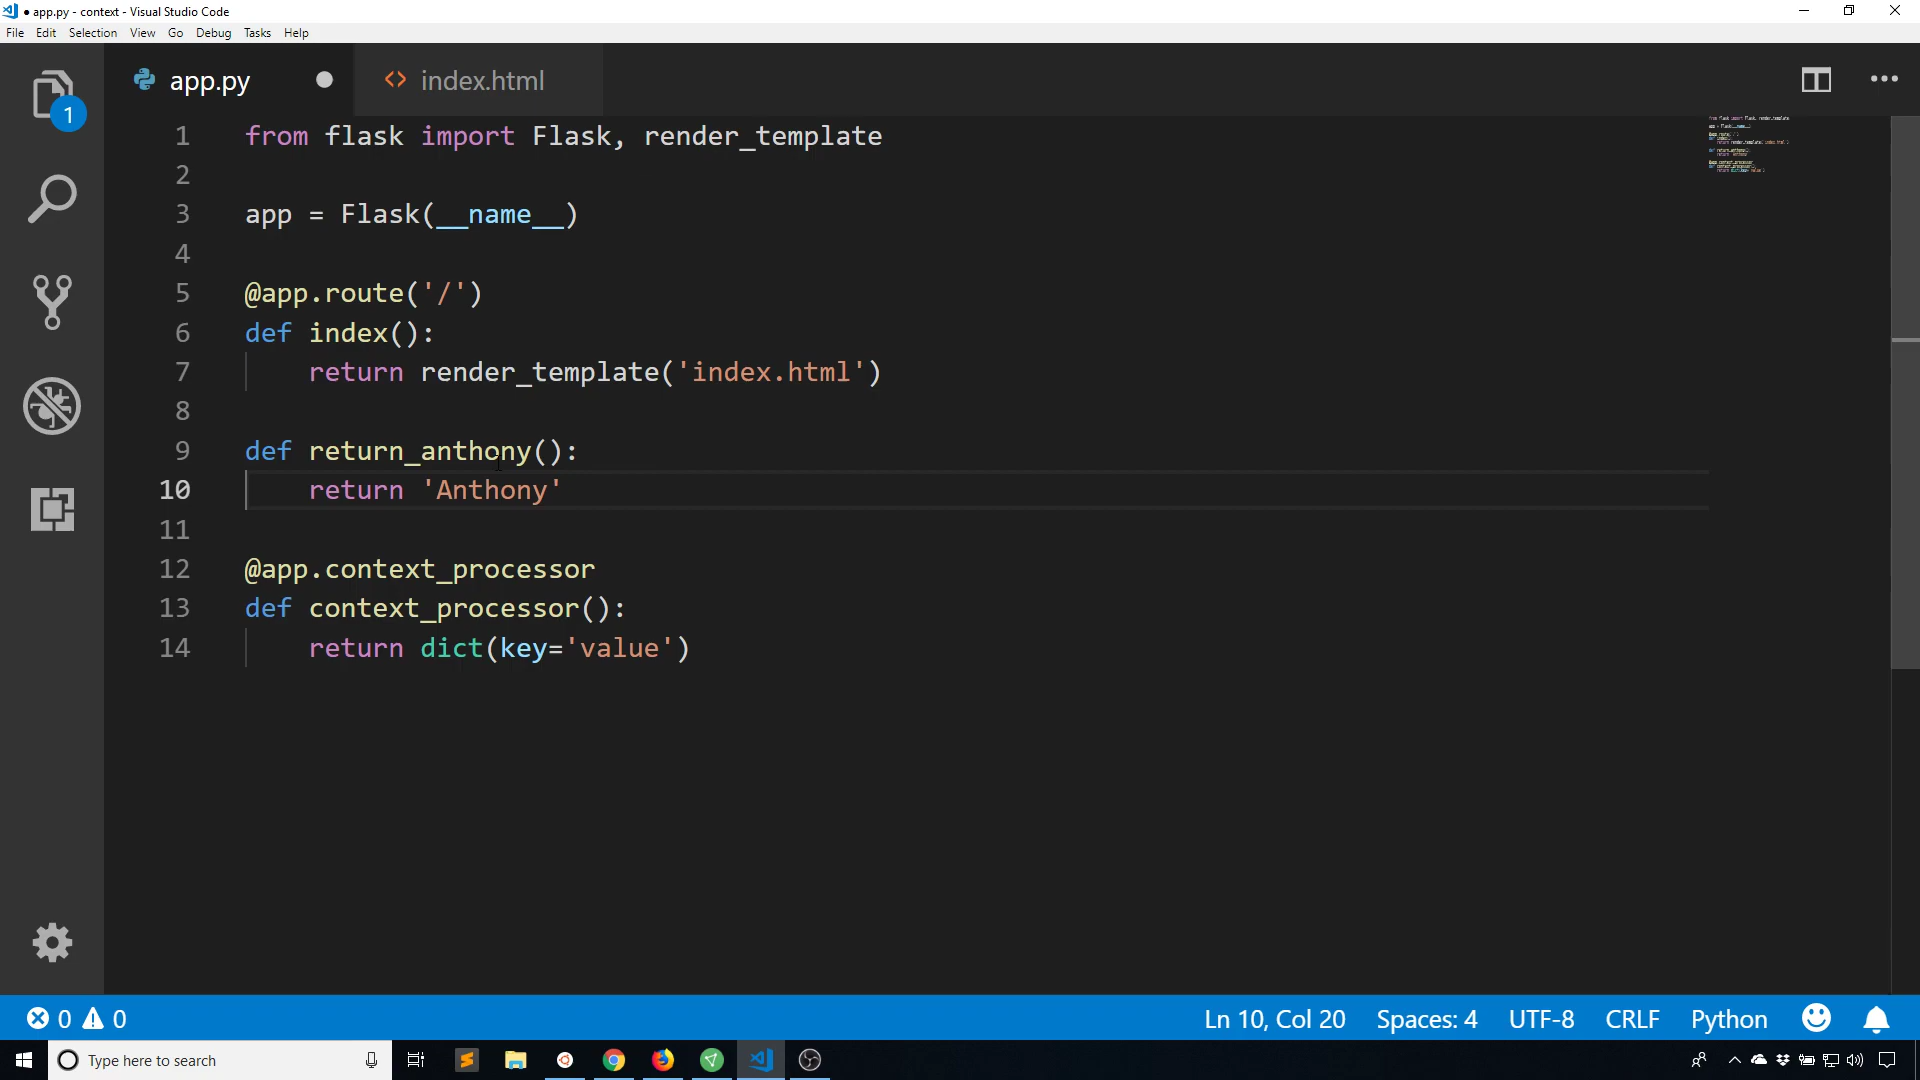 ● app.py - context - Visual Studio Code
File Edit Selection View Go Debug Tasks Help
1
app.py ● <> index.html
1 from flask import Flask, render_template
2
3 app = Flask(__name__)
4
5 @app.route('/')
6 def index():
7     return render_template('index.html')
8
9 def return_anthony():
10     return 'Anthony'
11
12 @app.context_processor
13 def context_processor():
14     return dict(key='value')
0 0 Ln 10, Col 20 Spaces: 4 UTF-8 CRLF Python
Type here to search